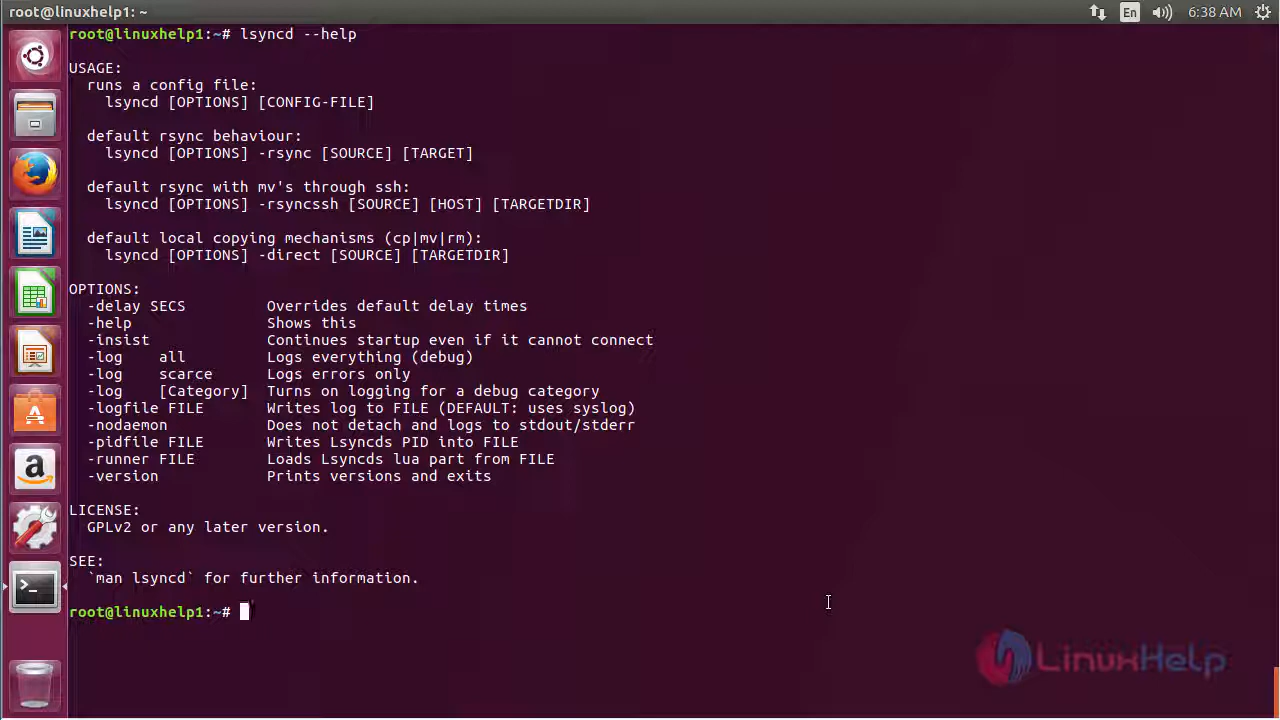 root@linuxhelp1: ~
En
6:38 AM
root@linuxhelp1:~# lsyncd --help
USAGE:
  runs a config file:
    lsyncd [OPTIONS] [CONFIG-FILE]
  default rsync behaviour:
    lsyncd [OPTIONS] -rsync [SOURCE] [TARGET]
  default rsync with mv's through ssh:
    lsyncd [OPTIONS] -rsyncssh [SOURCE] [HOST] [TARGETDIR]
  default local copying mechanisms (cp|mv|rm):
    lsyncd [OPTIONS] -direct [SOURCE] [TARGETDIR]
OPTIONS:
  -delay SECS         Overrides default delay times
  -help               Shows this
  -insist             Continues startup even if it cannot connect
  -log    all         Logs everything (debug)
  -log    scarce      Logs errors only
  -log    [Category]  Turns on logging for a debug category
  -logfile FILE       Writes log to FILE (DEFAULT: uses syslog)
  -nodaemon           Does not detach and logs to stdout/stderr
  -pidfile FILE       Writes Lsyncds PID into FILE
  -runner FILE        Loads Lsyncds lua part from FILE
  -version            Prints versions and exits
LICENSE:
  GPLv2 or any later version.
SEE:
  `man lsyncd` for further information.
root@linuxhelp1:~#
LinuxHelp